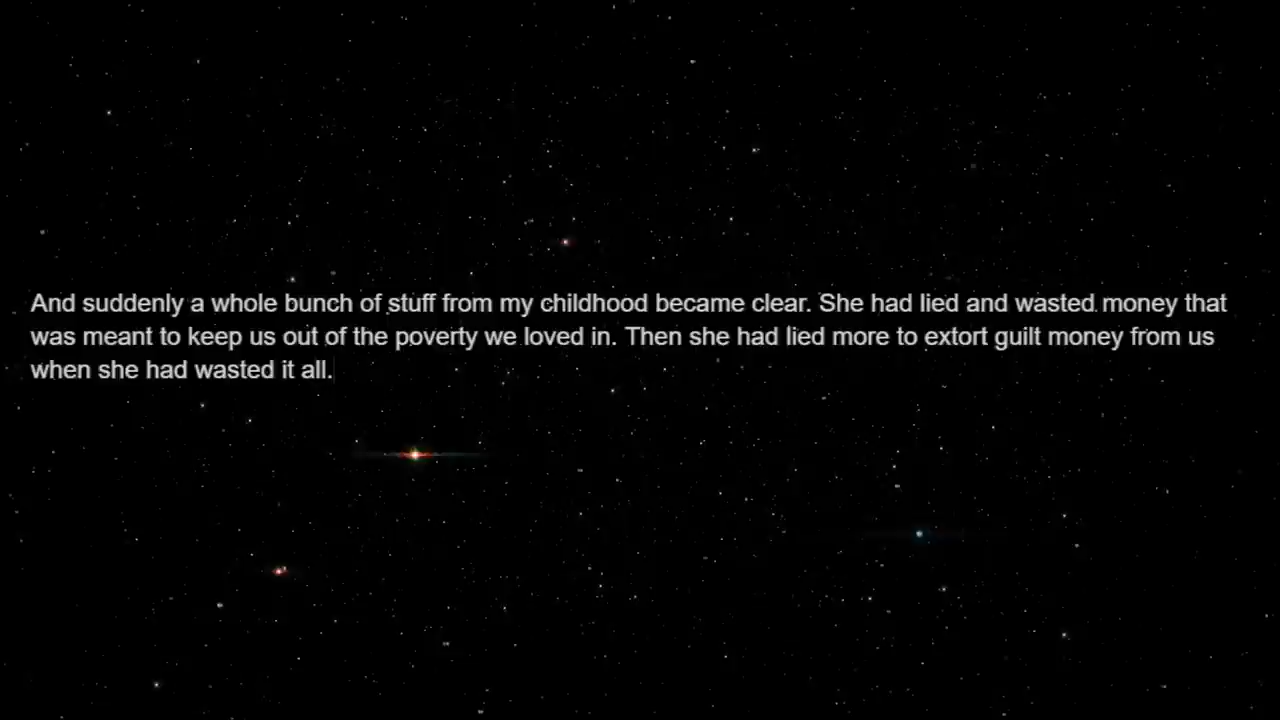 And suddenly a whole bunch of stuff from my childhood became clear. She had lied and wasted money that
was meant to keep us out of the poverty we loved in. Then she had lied more to extort guilt money from us
when she had wasted it all.